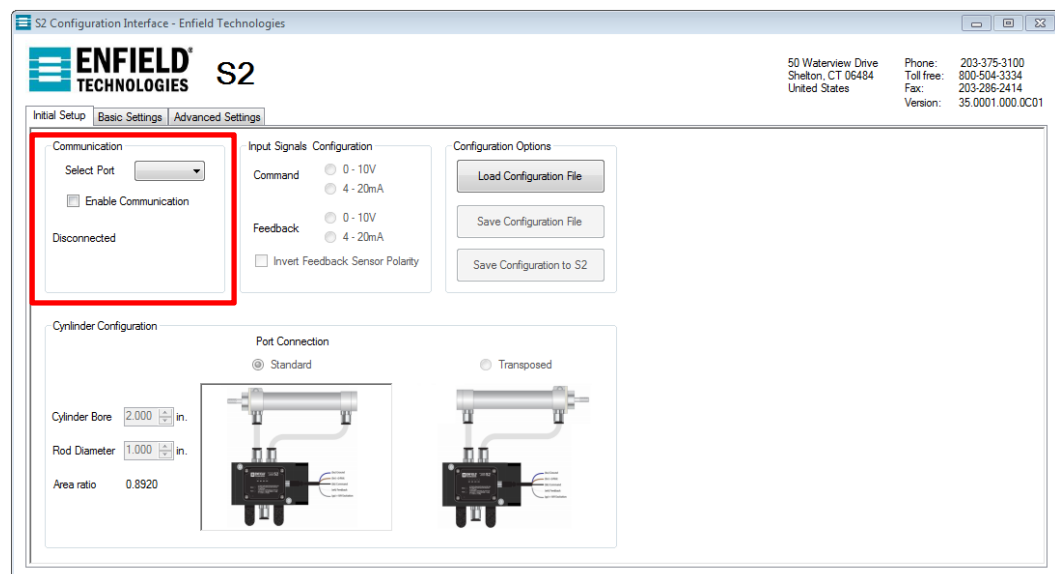 S2 Configuration Interface - Enfield Technologies
ENFIELD
TECHNOLOGIES
S2
50 Waterview Drive
Shelton, CT 06484
United States
Phone: 203-375-3100
Toll free: 800-504-3334
Fax: 203-286-2414
Version: 35.0001.000.0C01
Initial Setup Basic Settings Advanced Settings
Communication
Select Port
Enable Communication
Disconnected
Input Signals Configuration
Command
0 - 10V
4 - 20mA
Feedback
0 - 10V
4 - 20mA
Invert Feedback Sensor Polarity
Configuration Options
Load Configuration File
Save Configuration File
Save Configuration to S2
Cynlinder Configuration
Port Connection
Standard
Transposed
Cylinder Bore 2.000 in.
Rod Diameter 1.000 in.
Area ratio 0.8920